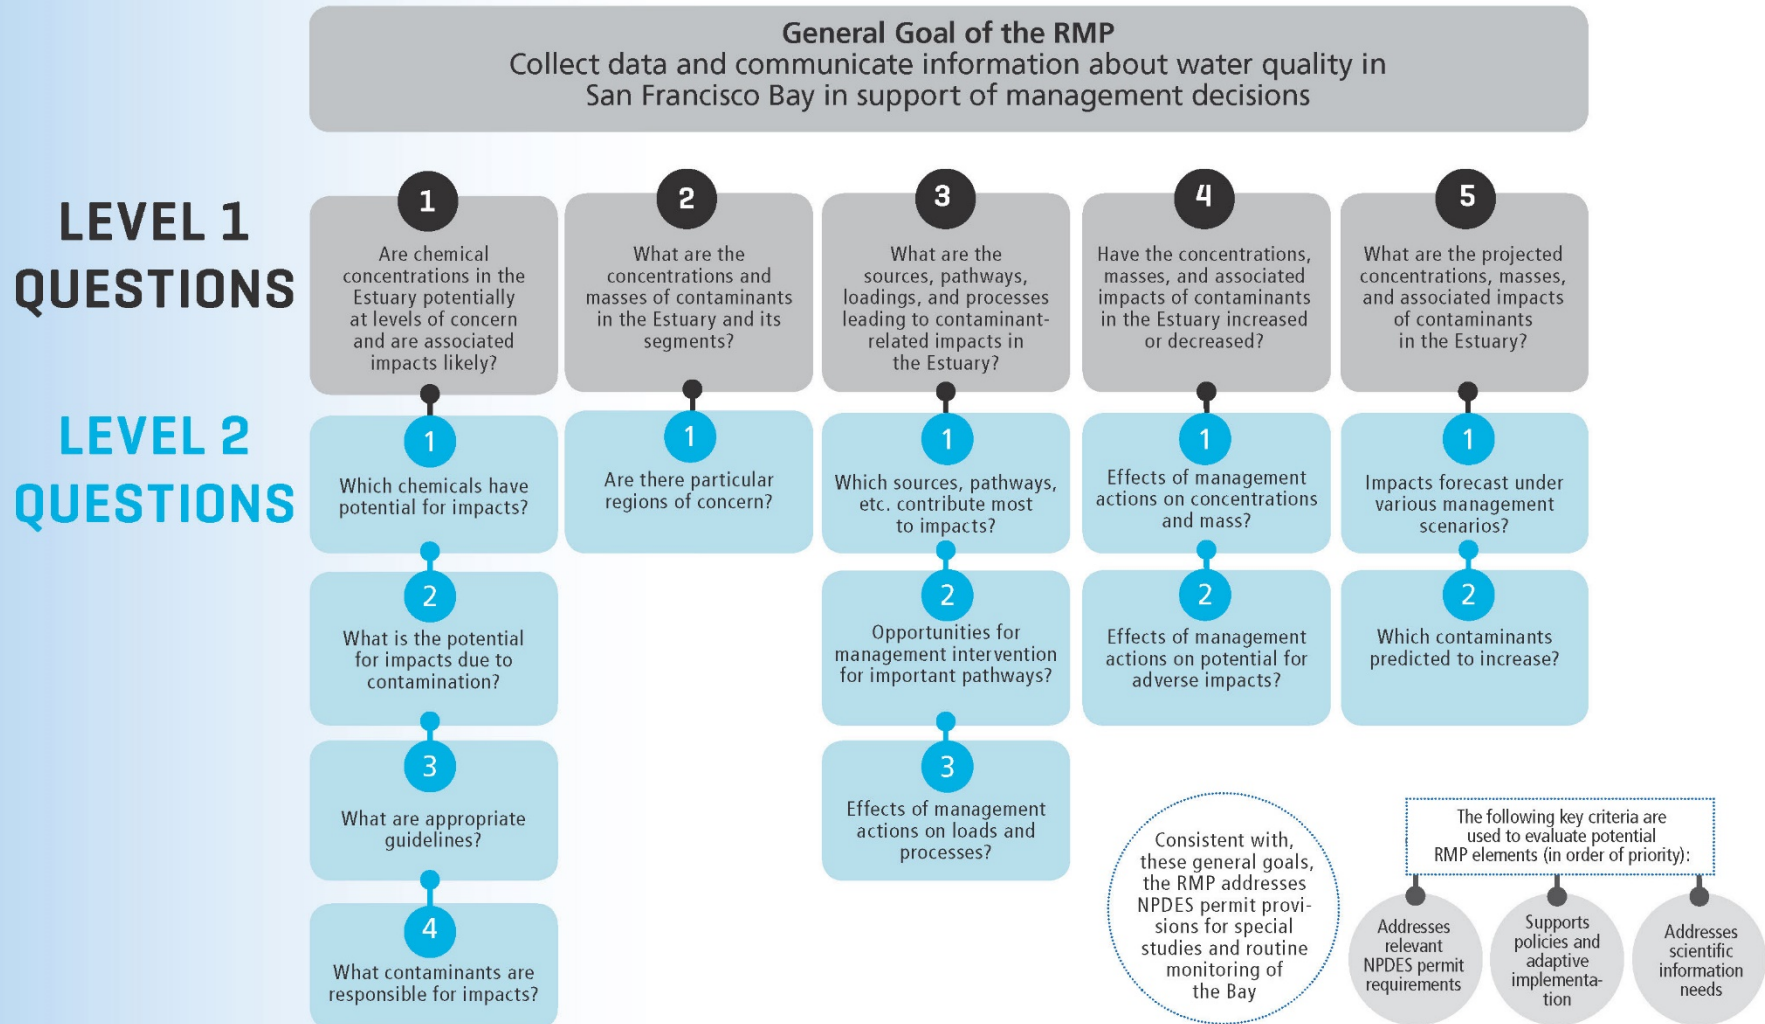 General Goal of the RMP
Collect data and communicate information about water quality in
San Francisco Bay in support of management decisions
LEVEL 1
QUESTIONS
1
Are chemical
concentrations in the
Estuary potentially
at levels of concern
and are associated
impacts likely?
2
What are the
concentrations and
masses of contaminants
in the Estuary and its
segments?
3
What are the
sources, pathways,
loadings, and processes
leading to contaminant-
related impacts in
the Estuary?
4
Have the concentrations,
masses, and associated
impacts of contaminants
in the Estuary increased
or decreased?
5
What are the projected
concentrations, masses,
and associated impacts
of contaminants
in the Estuary?
LEVEL 2
QUESTIONS
1
Which chemicals have
potential for impacts?
1
Are there particular
regions of concern?
1
Which sources, pathways,
etc. contribute most
to impacts?
1
Effects of management
actions on concentrations
and mass?
1
Impacts forecast under
various management
scenarios?
2
What is the potential
for impacts due to
contamination?
2
Opportunities for
management intervention
for important pathways?
2
Effects of management
actions on potential for
adverse impacts?
2
Which contaminants
predicted to increase?
3
What are appropriate
guidelines?
3
Effects of management
actions on loads and
processes?
4
What contaminants are
responsible for impacts?
Consistent with,
these general goals,
the RMP addresses
NPDES permit provi-
sions for special
studies and routine
monitoring of
the Bay
The following key criteria are
used to evaluate potential
RMP elements (in order of priority):
Addresses
relevant
NPDES permit
requirements
Supports
policies and
adaptive
implementa-
tion
Addresses
scientific
information
needs